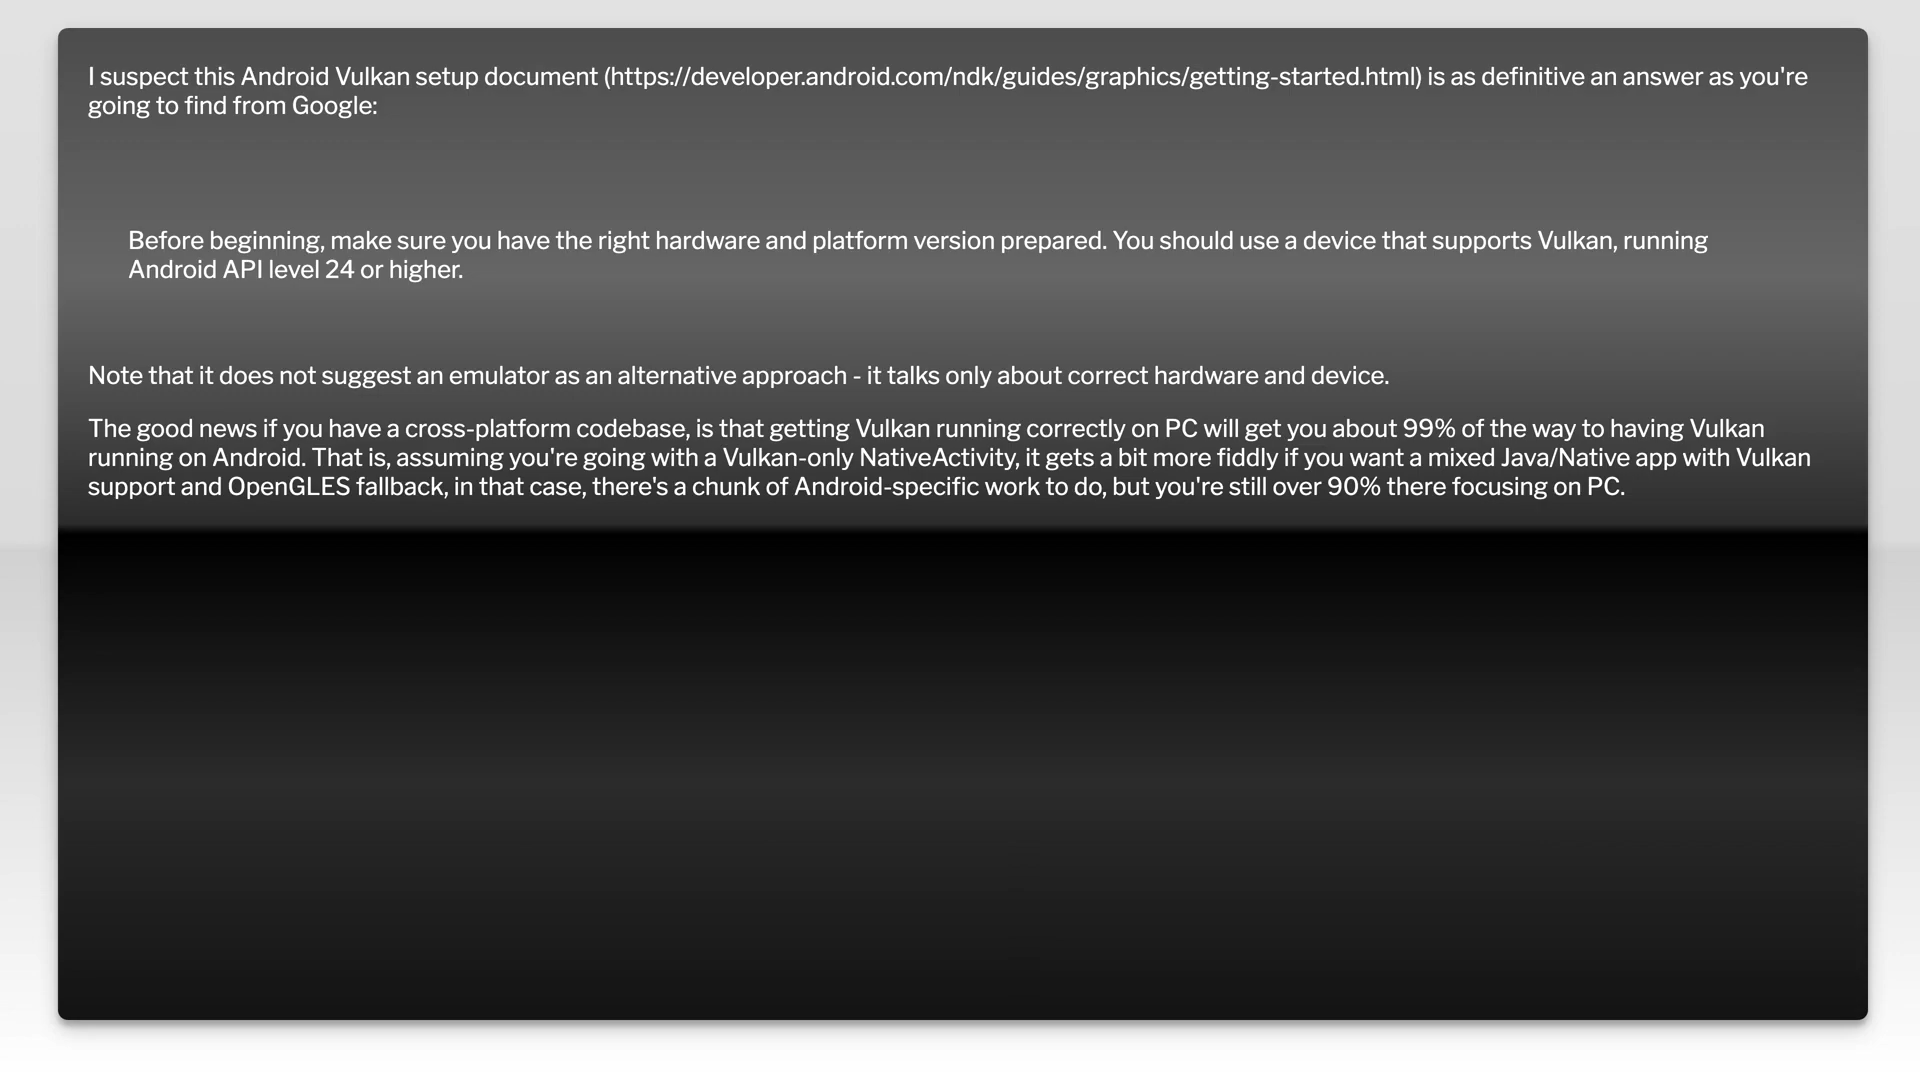 I suspect this Android Vulkan setup document (https://developer.android.com/ndk/guides/graphics/getting-started.html) is as definitive an answer as you're
going to find from Google:
Before beginning, make sure you have the right hardware and platform version prepared. You should use a device that supports Vulkan, running
Android API level 24 or higher.
Note that it does not suggest an emulator as an alternative approach - it talks only about correct hardware and device.
The good news if you have a cross-platform codebase, is that getting Vulkan running correctly on PC will get you about 99% of the way to having Vulkan
running on Android. That is, assuming you're going with a Vulkan-only NativeActivity, it gets a bit more fiddly if you want a mixed Java/Native app with Vulkan
support and OpenGLES fallback, in that case, there's a chunk of Android-specific work to do, but you're still over 90% there focusing on PC.